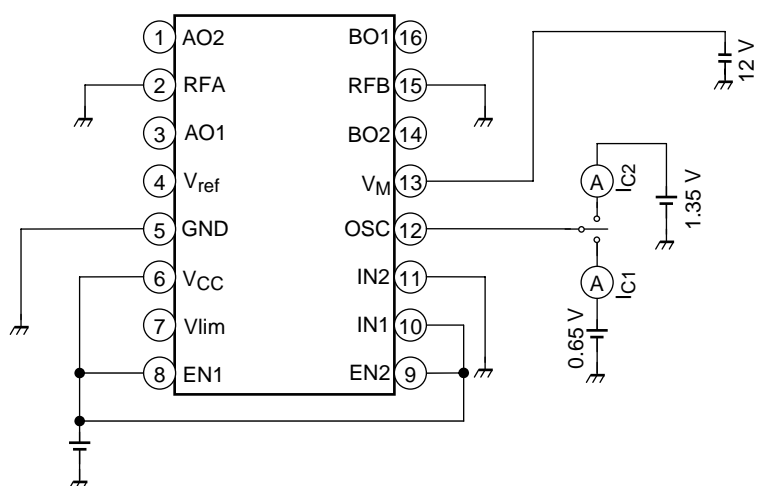 1 AO2 BO1 16
2 RFA RFB 15
3 AO1 BO2 14
4 Vref VM 13
5 GND OSC 12
6 VCC IN2 11
7 Vlim IN1 10
8 EN1 EN2 9
12 V
A IC2
1.35 V
A IC1
0.65 V